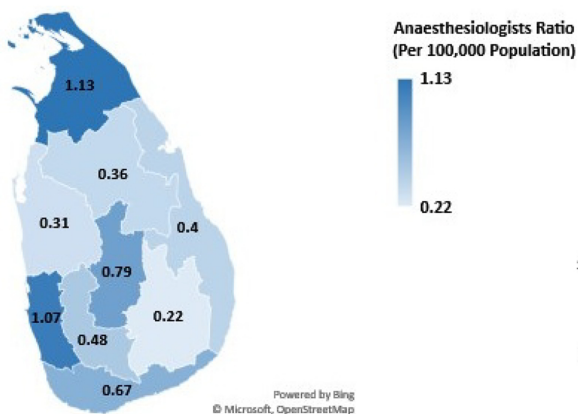 Anaesthesiologists Ratio
(Per 100,000 Population)
1.13
0.22
1.13
0.36
0.31
0.4
0.79
1.07
0.22
0.48
0.67
Powered by Bing
© Microsoft, OpenStreetMap